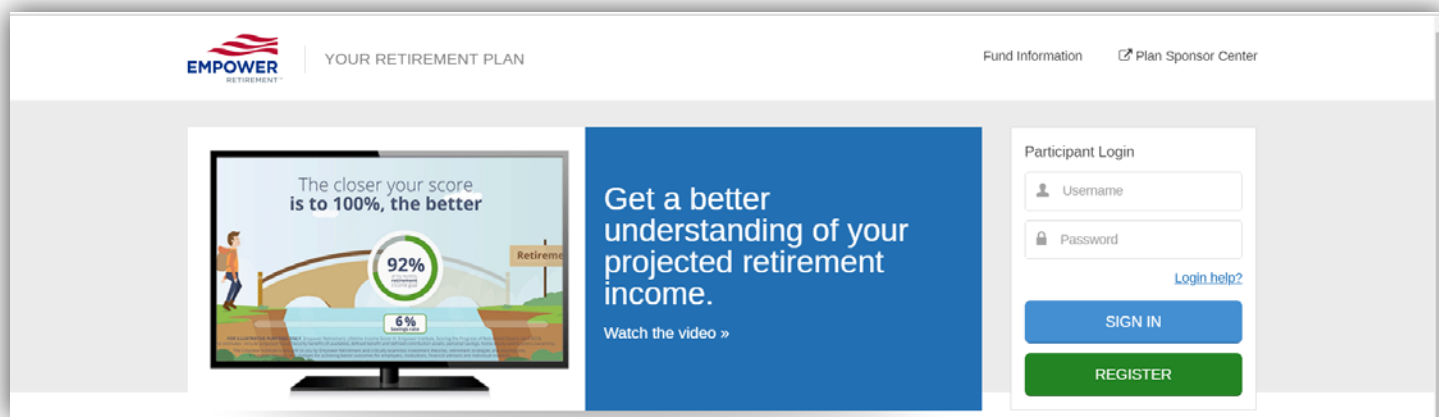 EMPOWER
RETIREMENT
YOUR RETIREMENT PLAN
Fund Information
Plan Sponsor Center
The closer your score
is to 100%, the better
92%
retirement
Retireme
6%
Savings rate
Get a better
understanding of your
projected retirement
income.
Watch the video »
Participant Login
Username
Password
Login help?
SIGN IN
REGISTER